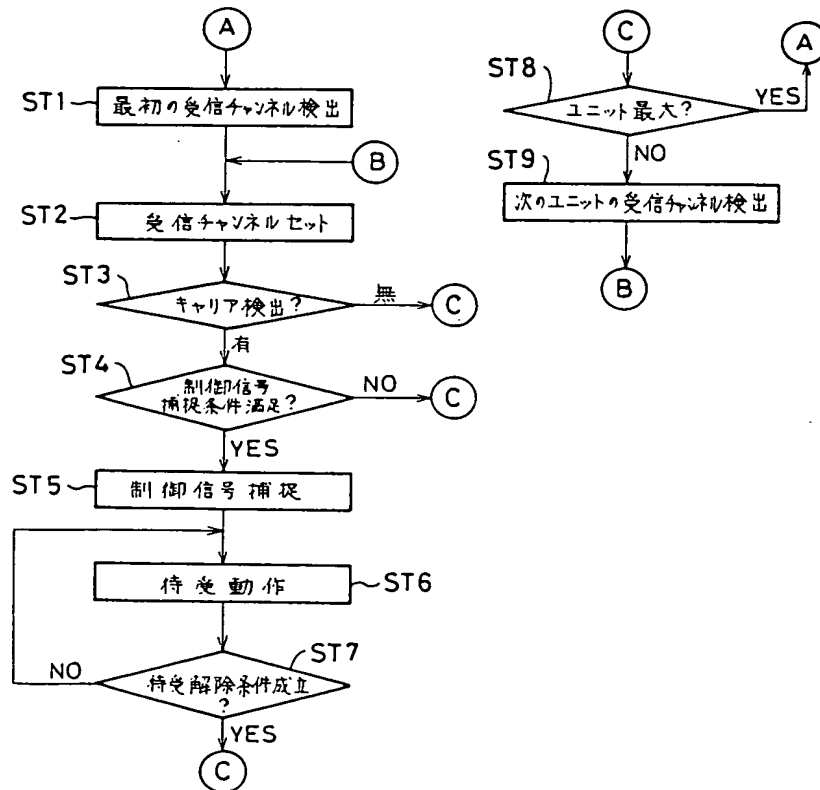 A
ST1
最初の受信チャンネル検出
B
ST2
受信チャンネルセット
ST3
キャリア検出?
無
C
有
ST4
制御信号
捕捉条件満足?
NO
C
YES
ST5
制御信号捕捉
待受動作
ST6
ST7
待受解除条件成立
?
NO
YES
C
C
A
ST8
ユニット最大?
YES
NO
ST9
次のユニットの受信チャンネル検出
B